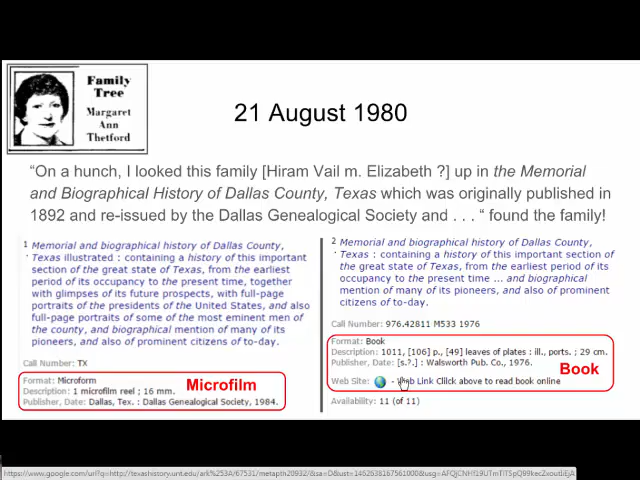 Family
Tree
Margaret
Ann
Thetford
21 August 1980
“On a hunch, I looked this family [Hiram Vail m. Elizabeth ?] up in the Memorial
and Biographical History of Dallas County, Texas which was originally published in
1892 and re-issued by the Dallas Genealogical Society and . . . “ found the family!
1 Memorial and biographical history of Dallas County,
Texas illustrated : containing a history of this important
section of the great state of Texas, from the earliest
period of its occupancy to the present time, together
with glimpses of its future prospects, with full-page
portraits of the presidents of the United States, and also
full-page portraits of some of the most eminent men of
the county, and biographical mention of many of its
pioneers, and also of prominent citizens of to-day.
Call Number: TX
Format: Microform
Description: 1 microfilm reel ; 16 mm.
Publisher, Date: Dallas, Tex. : Dallas Genealogical Society, 1984.
Microfilm
2 Memorial and biographical history of Dallas County,
Texas : containing a history of this important section of
the great state of Texas, from the earliest period of its
occupancy to the present time ... and biographical
mention of many of its pioneers, and also of prominent
citizens of to-day.
Call Number: 976.42811 M533 1976
Format: Book
Description: 1011, [106] p., [49] leaves of plates : ill., ports. ; 29 cm.
Publisher, Date: [s.?.] : Walsworth Pub. Co., 1976.
Book
Web Site: - Web Link Click above to read book online
Availability: 11 (of 11)